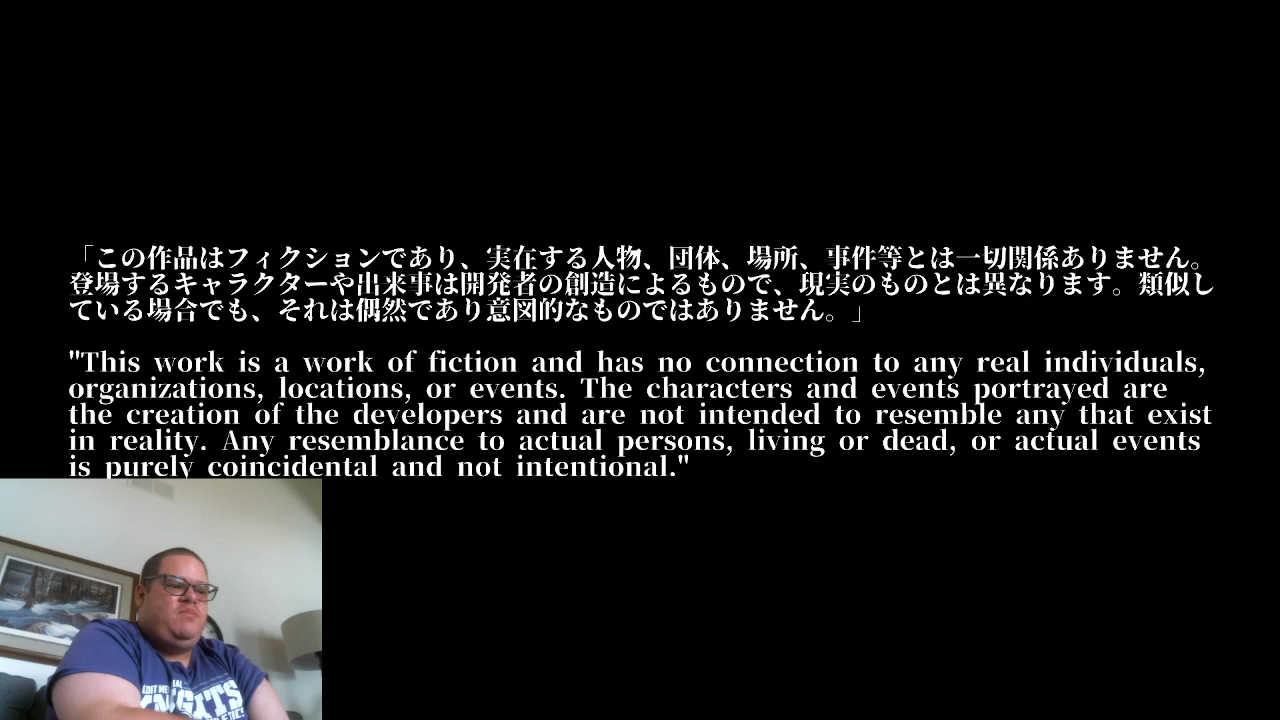 「この作品はフィクションであり、実在する人物、団体、場所、事件等とは一切関係ありません。
登場するキャラクターや出来事は開発者の創造によるもので、現実のものとは異なります。類似し
ている場合でも、それは偶然であり意図的なものではありません。」
"This work is a work of fiction and has no connection to any real individuals,
organizations, locations, or events. The characters and events portrayed are
the creation of the developers and are not intended to resemble any that exist
in reality. Any resemblance to actual persons, living or dead, or actual events
is purely coincidental and not intentional."
KNIGHTS